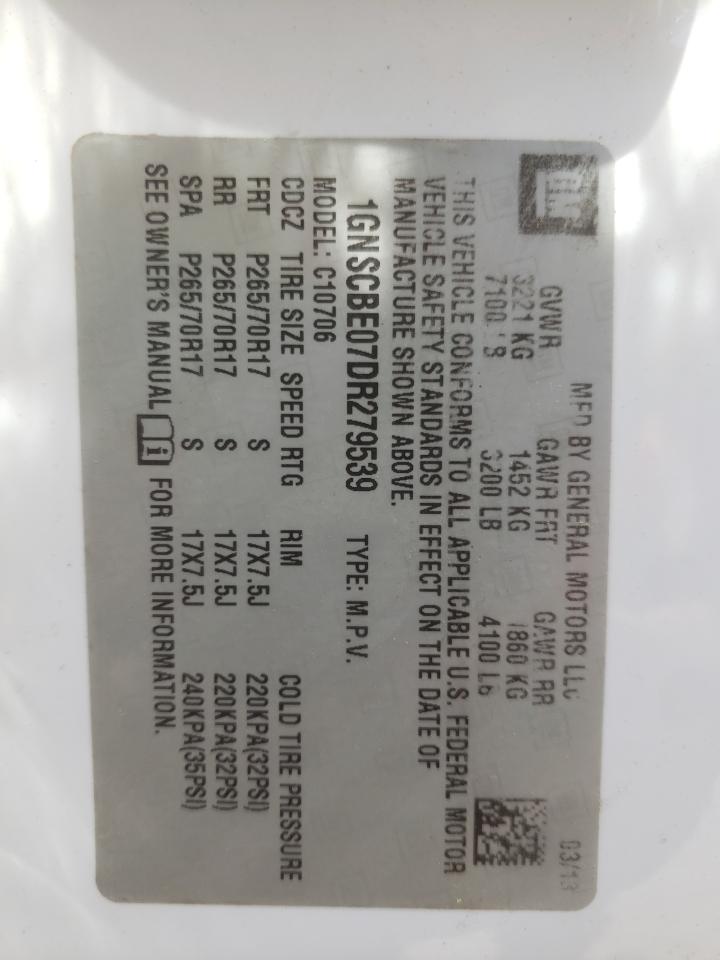 MFD BY GENERAL MOTORS LLC
03/13
GVWR GAWR FRT GAWR RR
3221 KG 1452 KG 1860 KG
7100 LB 3200 LB 4100 LB
THIS VEHICLE CONFORMS TO ALL APPLICABLE U.S. FEDERAL MOTOR
VEHICLE SAFETY STANDARDS IN EFFECT ON THE DATE OF
MANUFACTURE SHOWN ABOVE.
1GNSCBE07DR279539 TYPE: M.P.V.
MODEL: C10706
CDCZ TIRE SIZE SPEED RTG RIM COLD TIRE PRESSURE
FRT P265/70R17 S 17X7.5J 220KPA(32PSI)
RR P265/70R17 S 17X7.5J 220KPA(32PSI)
SPA P265/70R17 S 17X7.5J 240KPA(35PSI)
SEE OWNER'S MANUAL FOR MORE INFORMATION.